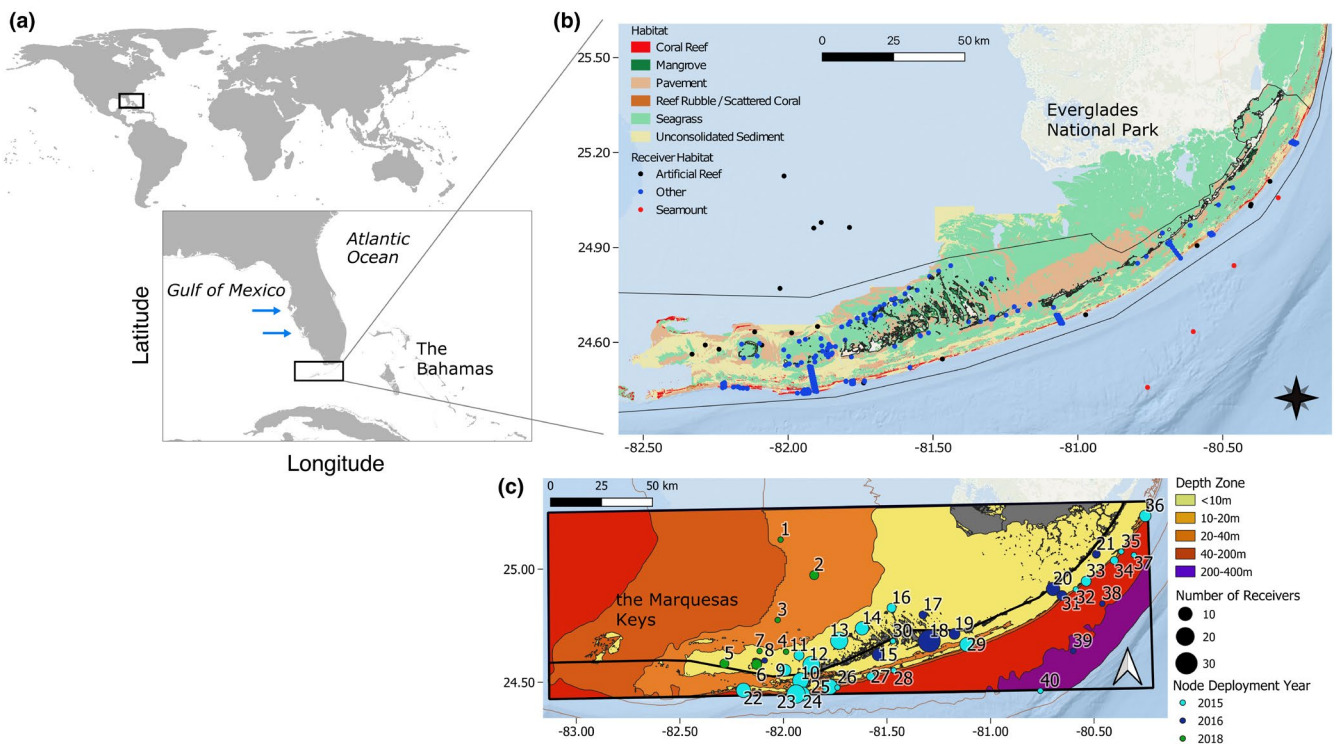 (a)
Atlantic
Ocean
Gulf of Mexico
The
Bahamas
Latitude
Longitude
(b)
Habitat
Coral Reef
Mangrove
Pavement
Reef Rubble / Scattered Coral
Seagrass
Unconsolidated Sediment
Receiver Habitat
Artificial Reef
Other
Seamount
0 25 50 km
Everglades
National Park
25.50
25.20
24.90
24.60
-82.50 -82.00 -81.50 -81.00 -80.50
(c)
0 25 50 km
the Marquesas
Keys
1
2
3
4
5
6
7
8
9
10
11
12
13
14
15
16
17
18
19
20
21
22
23
24
25
26
27
28
29
30
31
32
33
34
35
36
37
38
39
40
25.00
24.50
-83.00 -82.50 -82.00 -81.50 -81.00 -80.50
Depth Zone
<10m
10-20m
20-40m
40-200m
200-400m
Number of Receivers
10
20
30
Node Deployment Year
2015
2016
2018